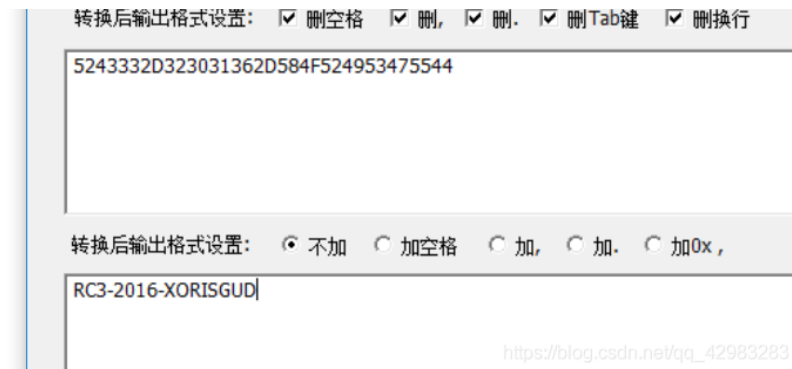 转换后输出格式设置: 删空格 删, 删. 删Tab键 删换行
5243332D323031362D584F524953475544
转换后输出格式设置: 不加 加空格 加, 加. 加0x ,
RC3-2016-XORISGUD
https://blog.csdn.net/qq_42983283